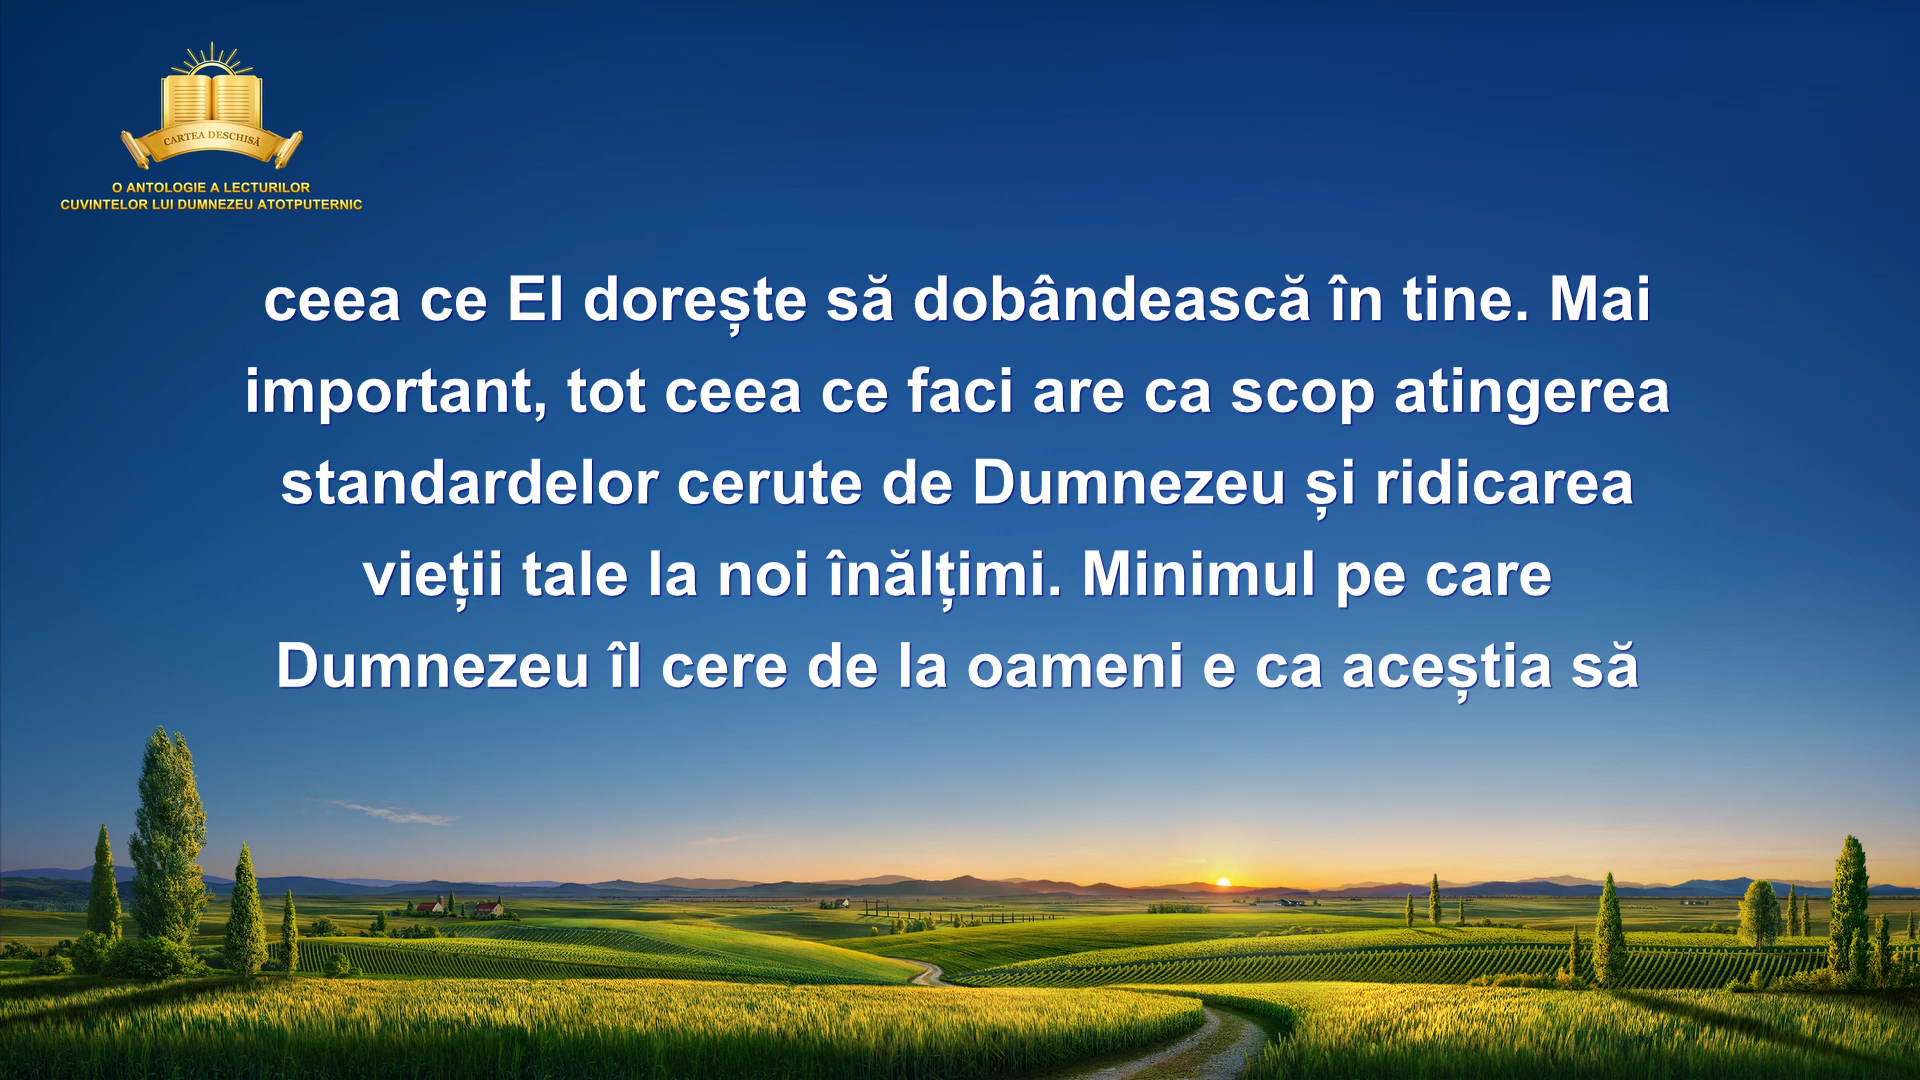 CARTEA DESCHISĂ
O ANTOLOGIE A LECTURILOR
CUVINTELOR LUI DUMNEZEU ATOTPUTERNIC
ceea ce El dorește să dobândească în tine. Mai
important, tot ceea ce faci are ca scop atingerea
standardelor cerute de Dumnezeu și ridicarea
vieții tale la noi înălțimi. Minimul pe care
Dumnezeu îl cere de la oameni e ca aceștia să